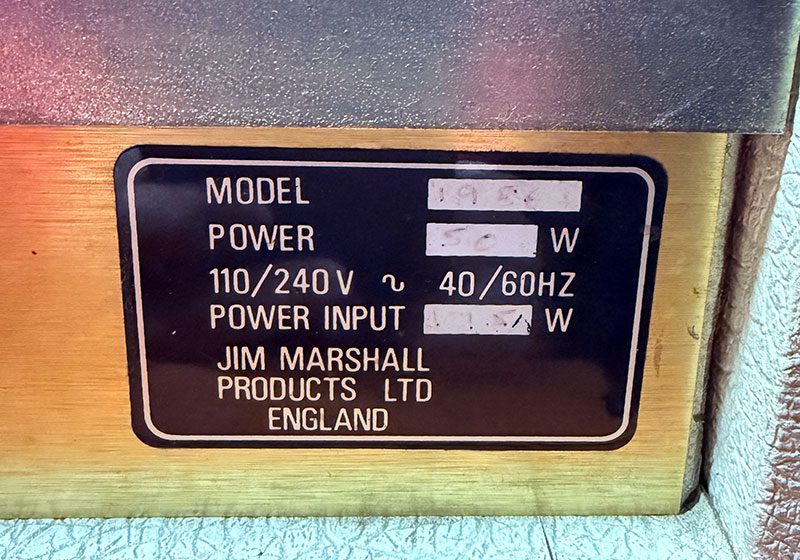 MODEL
POWER 50 W
110/240V ~ 40/60HZ
POWER INPUT W
JIM MARSHALL
PRODUCTS LTD
ENGLAND